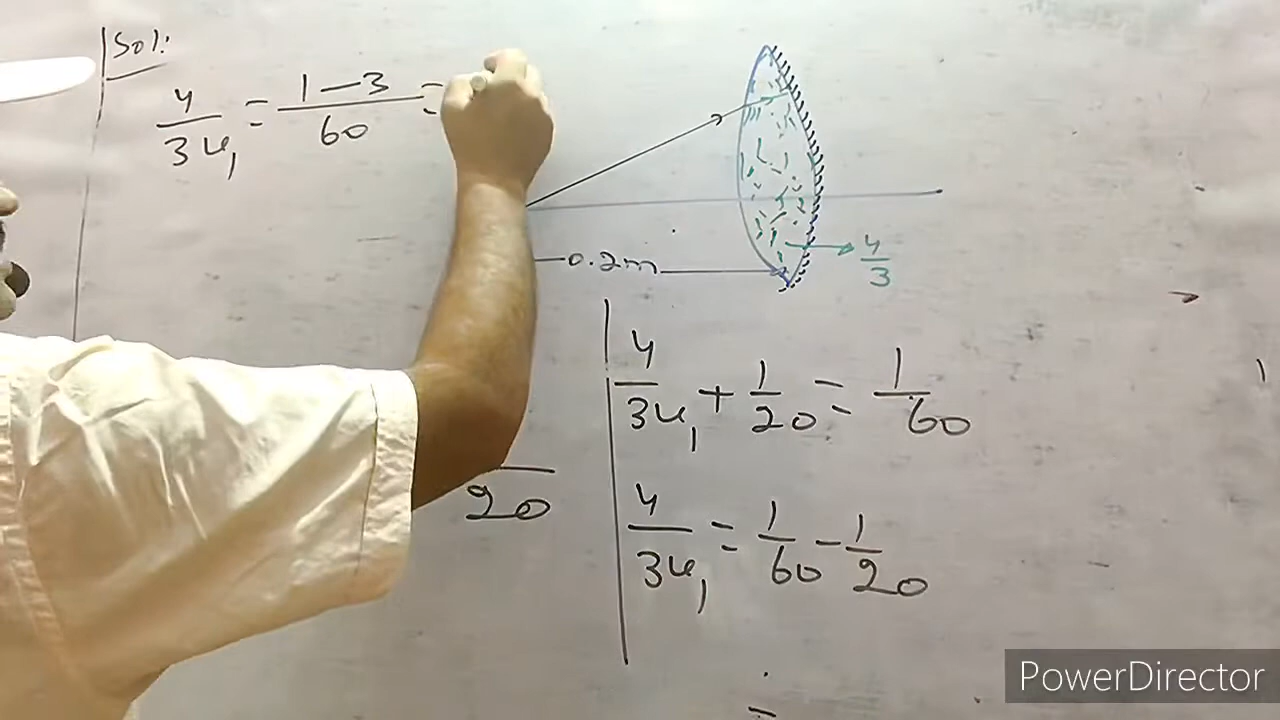 Sol:
4/3u₁ = (1-3)/60 =
0.2m
4/3
20
4/3u₁ + 1/20 = 1/60
4/3u₁ = 1/60 - 1/20
=
PowerDirector